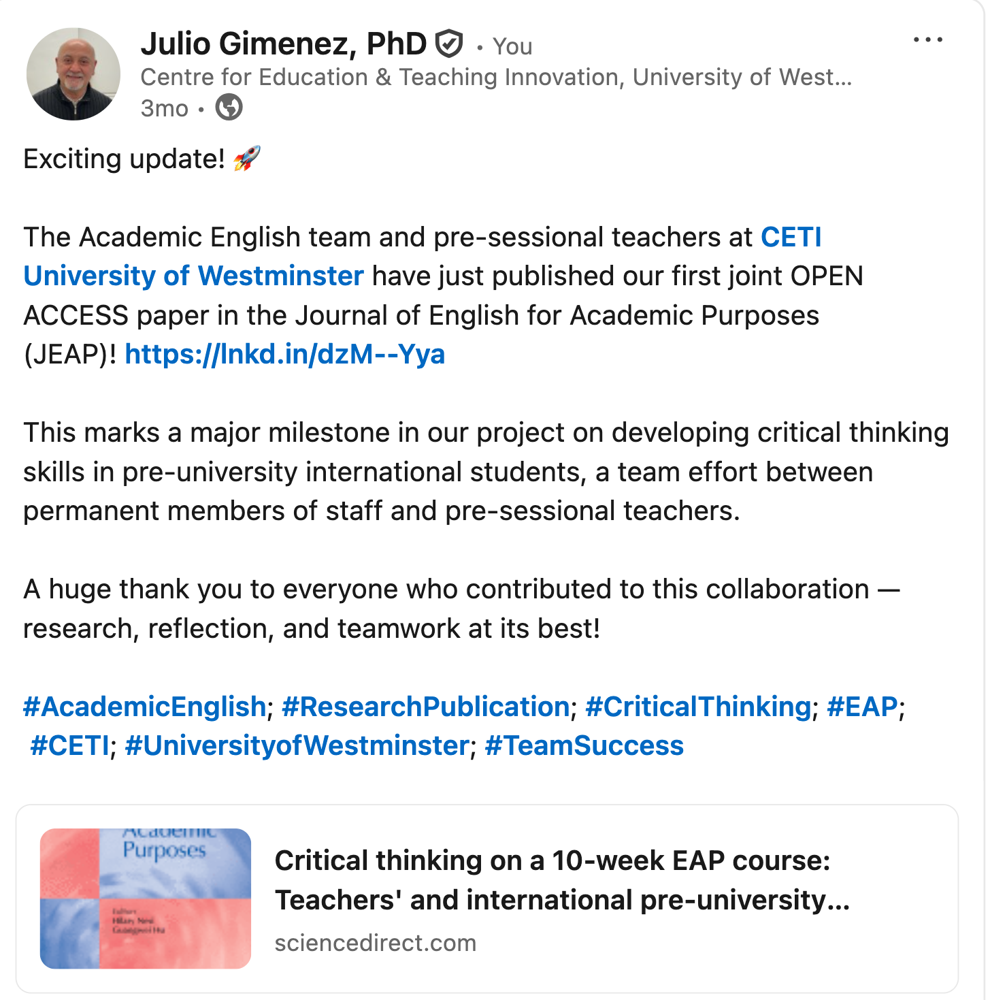 Julio Gimenez, PhD • You
Centre for Education & Teaching Innovation, University of West...
3mo •
Exciting update! 🚀
The Academic English team and pre-sessional teachers at CETI
University of Westminster have just published our first joint OPEN
ACCESS paper in the Journal of English for Academic Purposes
(JEAP)! https://lnkd.in/dzM--Yya
This marks a major milestone in our project on developing critical thinking
skills in pre-university international students, a team effort between
permanent members of staff and pre-sessional teachers.
A huge thank you to everyone who contributed to this collaboration —
research, reflection, and teamwork at its best!
#AcademicEnglish; #ResearchPublication; #CriticalThinking; #EAP;
#CETI; #UniversityofWestminster; #TeamSuccess
Academic
Purposes
Editors
Hilary Nesi
Guangwei Hu
Critical thinking on a 10-week EAP course:
Teachers' and international pre-university...
sciencedirect.com